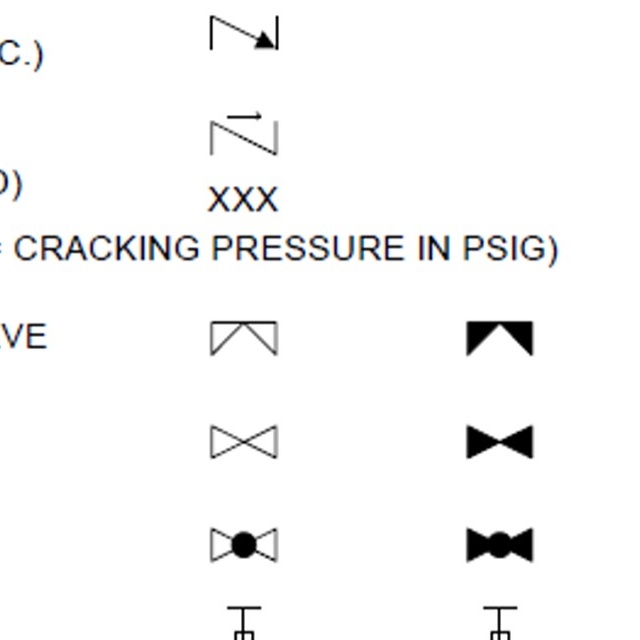 C.)
D)
XXX
= CRACKING PRESSURE IN PSIG)
VE